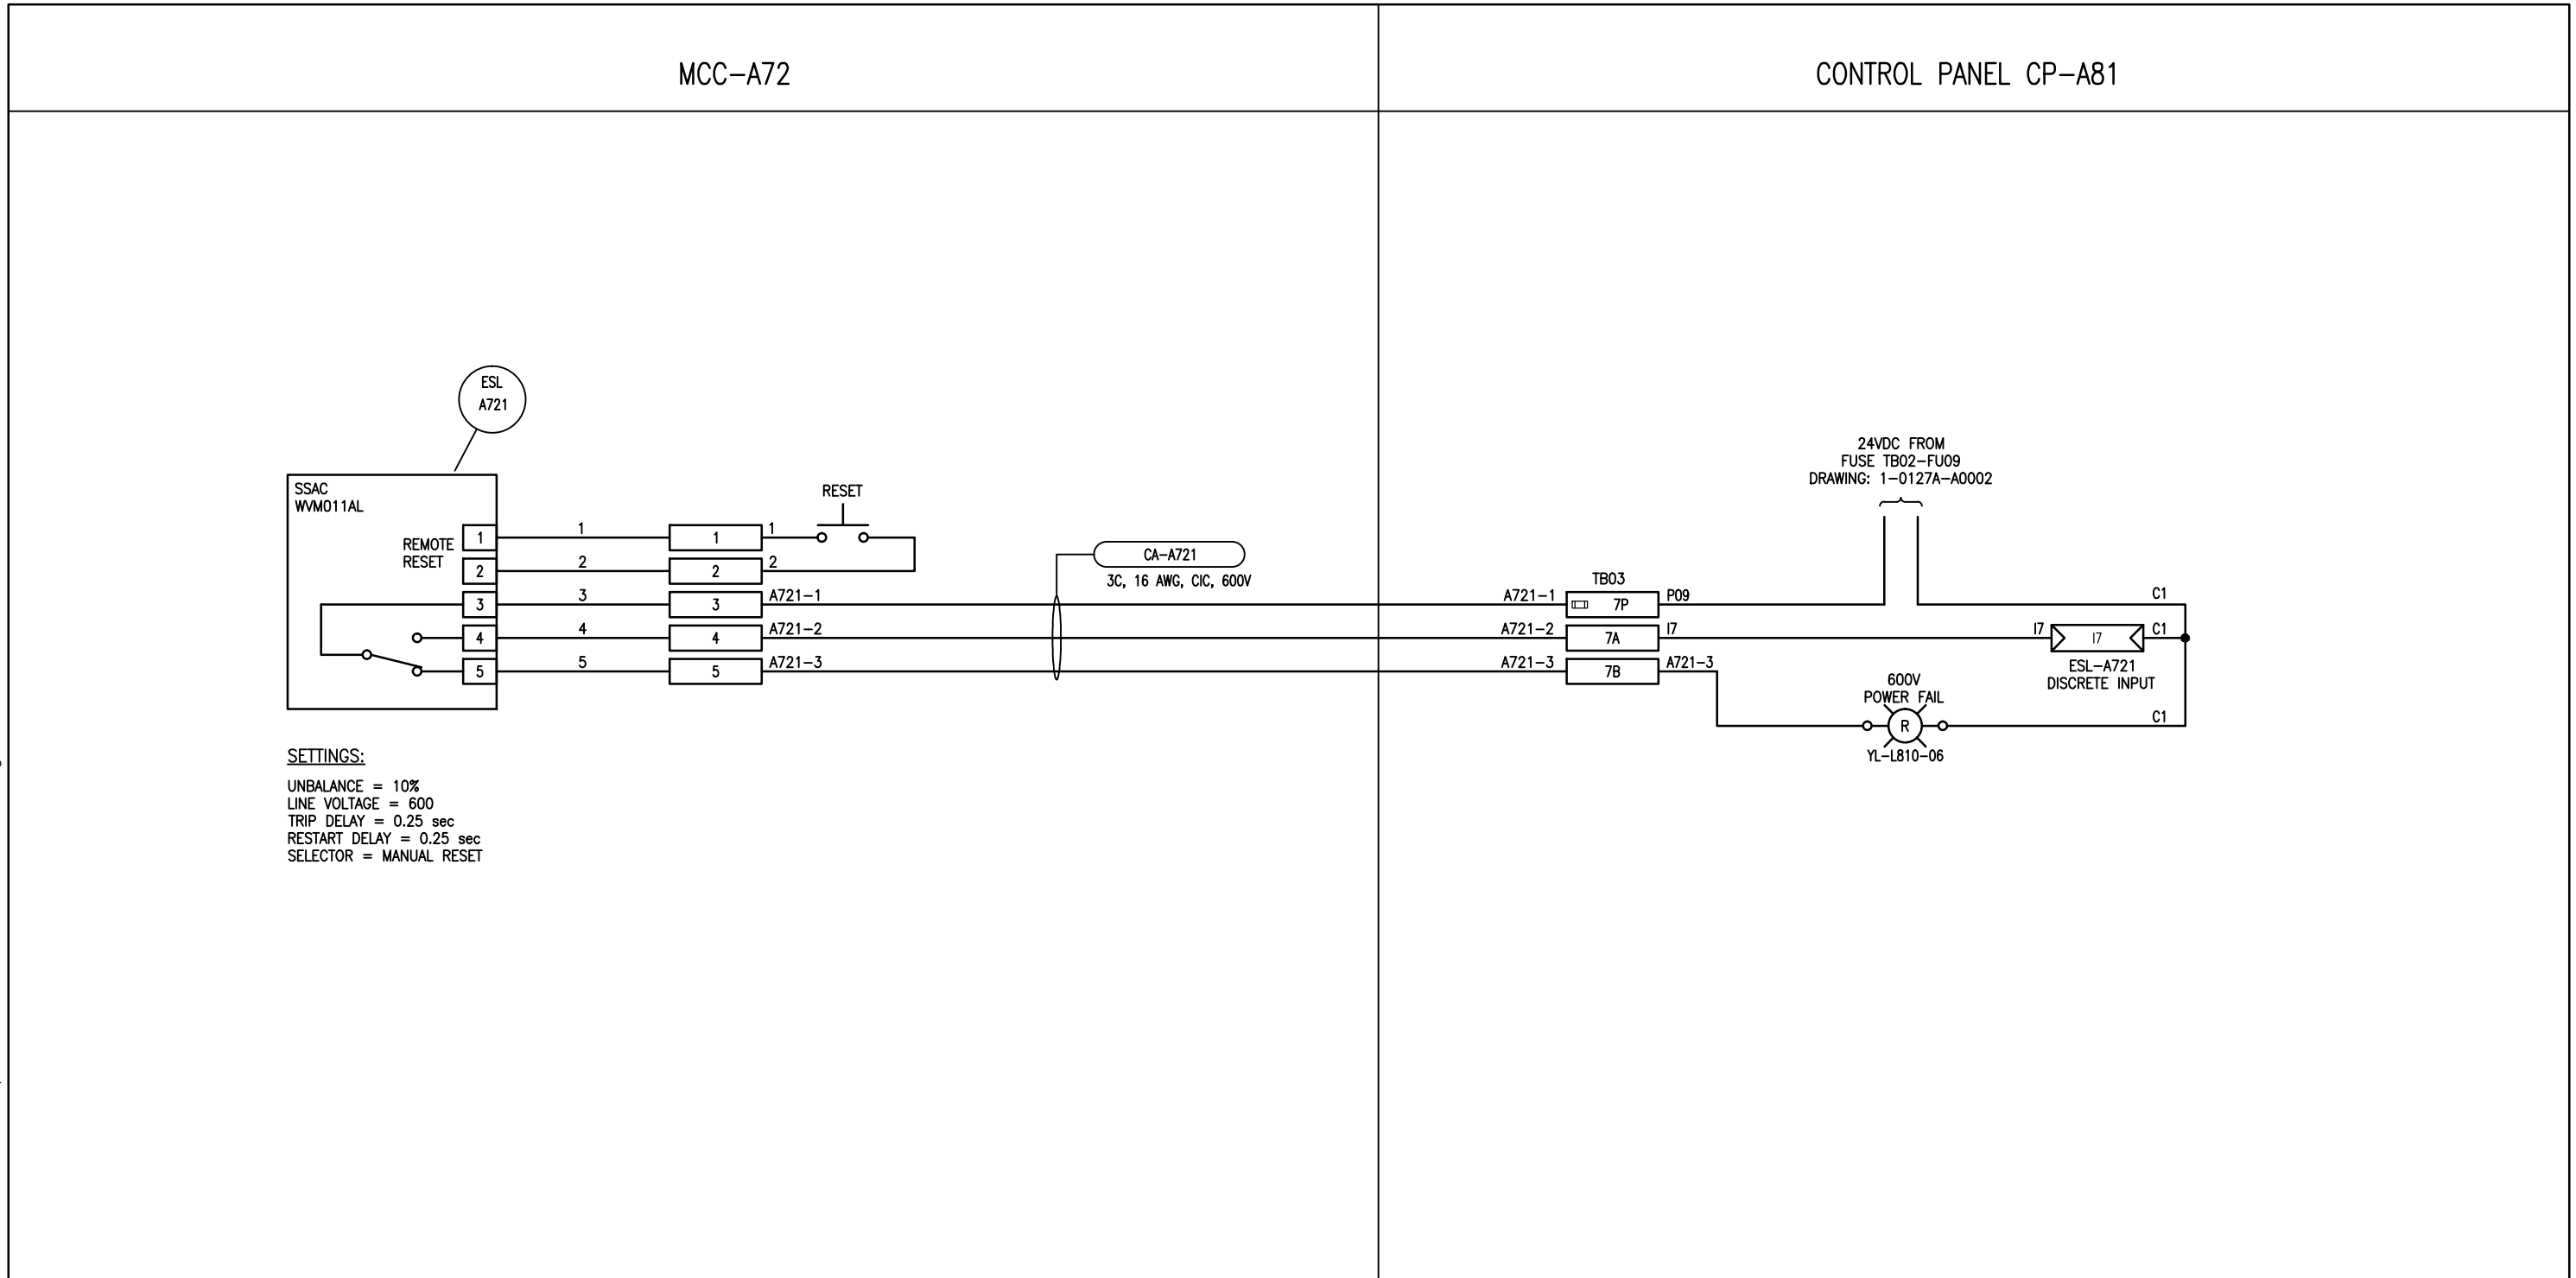 MCC-A72
CONTROL PANEL CP-A81
ESL
A721
SSAC
WVM011AL
REMOTE
RESET
1
2
3
4
5
1
2
3
4
5
1
2
3
4
5
1
2
A721-1
A721-2
A721-3
RESET
CA-A721
3C, 16 AWG, CIC, 600V
A721-1
A721-2
A721-3
TB03
7P
7A
7B
P09
I7
A721-3
24VDC FROM
FUSE TB02-FU09
DRAWING: 1-0127A-A0002
C1
I7
I7
C1
ESL-A721
DISCRETE INPUT
600V
POWER FAIL
R
C1
YL-L810-06
SETTINGS:
UNBALANCE = 10%
LINE VOLTAGE = 600
TRIP DELAY = 0.25 sec
RESTART DELAY = 0.25 sec
SELECTOR = MANUAL RESET